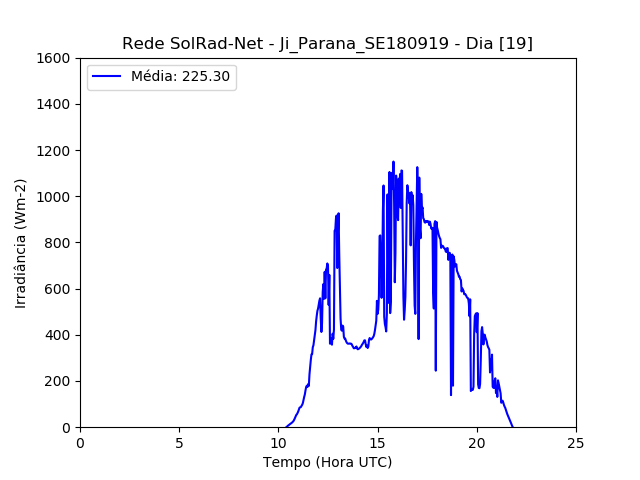 Rede SolRad-Net - Ji_Parana_SE180919 - Dia [19]
Média: 225.30
Irradiância (Wm-2)
1600
1400
1200
1000
800
600
400
200
0
0 5 10 15 20 25
Tempo (Hora UTC)